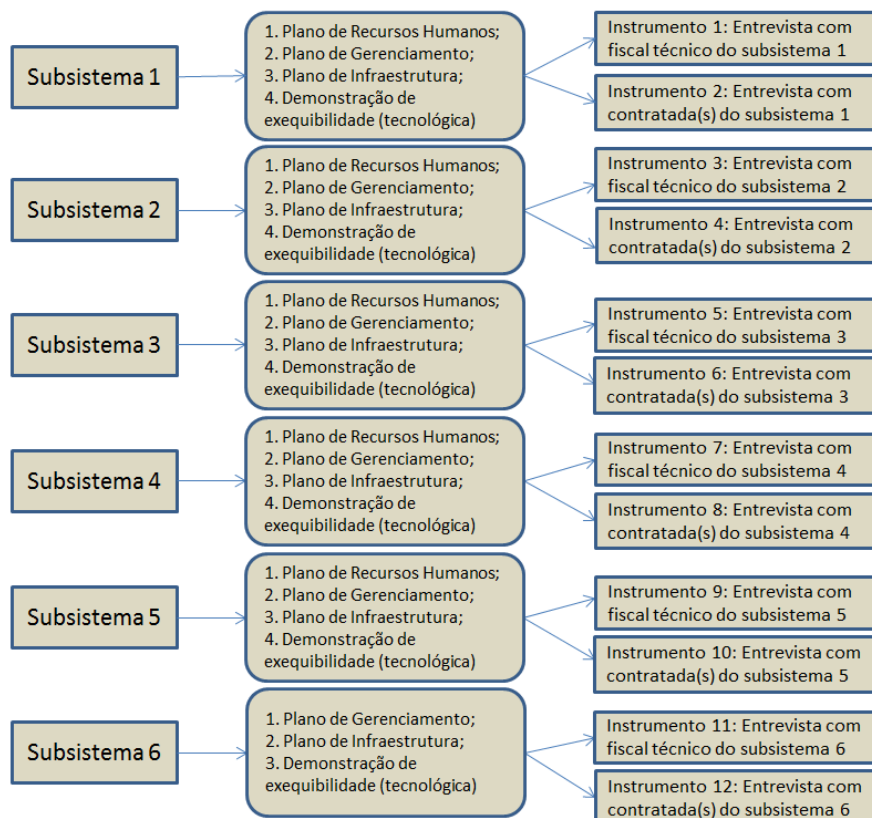 Subsistema 1
1. Plano de Recursos Humanos;
2. Plano de Gerenciamento;
3. Plano de Infraestrutura;
4. Demonstração de
exequibilidade (tecnológica)
Instrumento 1: Entrevista com
fiscal técnico do subsistema 1
Instrumento 2: Entrevista com
contratada(s) do subsistema 1
Subsistema 2
1. Plano de Recursos Humanos;
2. Plano de Gerenciamento;
3. Plano de Infraestrutura;
4. Demonstração de
exequibilidade (tecnológica)
Instrumento 3: Entrevista com
fiscal técnico do subsistema 2
Instrumento 4: Entrevista com
contratada(s) do subsistema 2
Subsistema 3
1. Plano de Recursos Humanos;
2. Plano de Gerenciamento;
3. Plano de Infraestrutura;
4. Demonstração de
exequibilidade (tecnológica)
Instrumento 5: Entrevista com
fiscal técnico do subsistema 3
Instrumento 6: Entrevista com
contratada(s) do subsistema 3
Subsistema 4
1. Plano de Recursos Humanos;
2. Plano de Gerenciamento;
3. Plano de Infraestrutura;
4. Demonstração de
exequibilidade (tecnológica)
Instrumento 7: Entrevista com
fiscal técnico do subsistema 4
Instrumento 8: Entrevista com
contratada(s) do subsistema 4
Subsistema 5
1. Plano de Recursos Humanos;
2. Plano de Gerenciamento;
3. Plano de Infraestrutura;
4. Demonstração de
exequibilidade (tecnológica)
Instrumento 9: Entrevista com
fiscal técnico do subsistema 5
Instrumento 10: Entrevista com
contratada(s) do subsistema 5
Subsistema 6
1. Plano de Gerenciamento;
2. Plano de Infraestrutura;
3. Demonstração de
exequibilidade (tecnológica)
Instrumento 11: Entrevista com
fiscal técnico do subsistema 6
Instrumento 12: Entrevista com
contratada(s) do subsistema 6